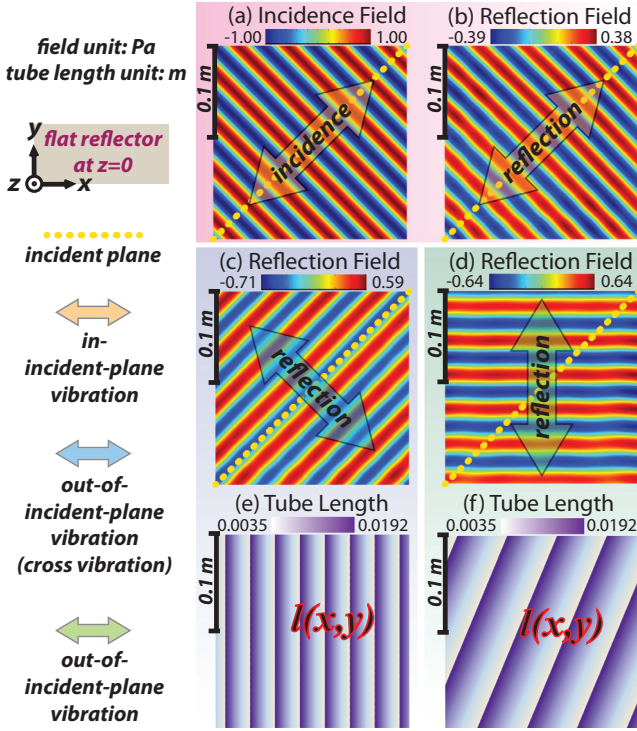 field unit: Pa
tube length unit: m
y
z
x
flat reflector
at z=0
incident plane
in-
incident-plane
vibration
out-of-
incident-plane
vibration
(cross vibration)
out-of-
incident-plane
vibration
(a) Incidence Field
-1.00 1.00
0.1 m
incidence
(b) Reflection Field
-0.39 0.38
0.1 m
reflection
(c) Reflection Field
-0.71 0.59
0.1 m
reflection
(d) Reflection Field
-0.64 0.64
0.1 m
reflection
(e) Tube Length
0.0035 0.0192
0.1 m
l(x,y)
(f) Tube Length
0.0035 0.0192
0.1 m
l(x,y)